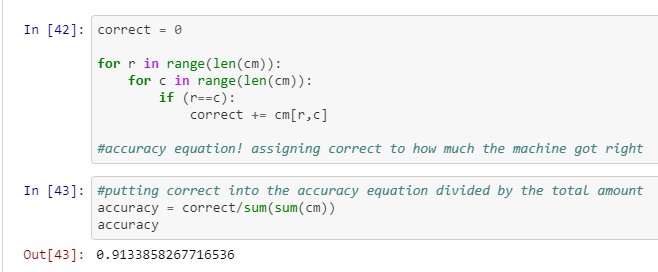 In [42]: correct = 0
for r in range(len(cm)):
    for c in range(len(cm)):
        if (r==c):
            correct += cm[r,c]
#accuracy equation! assigning correct to how much the machine got right
In [43]: #putting correct into the accuracy equation divided by the total amount
accuracy = correct/sum(sum(cm))
accuracy
Out[43]: 0.9133858267716536